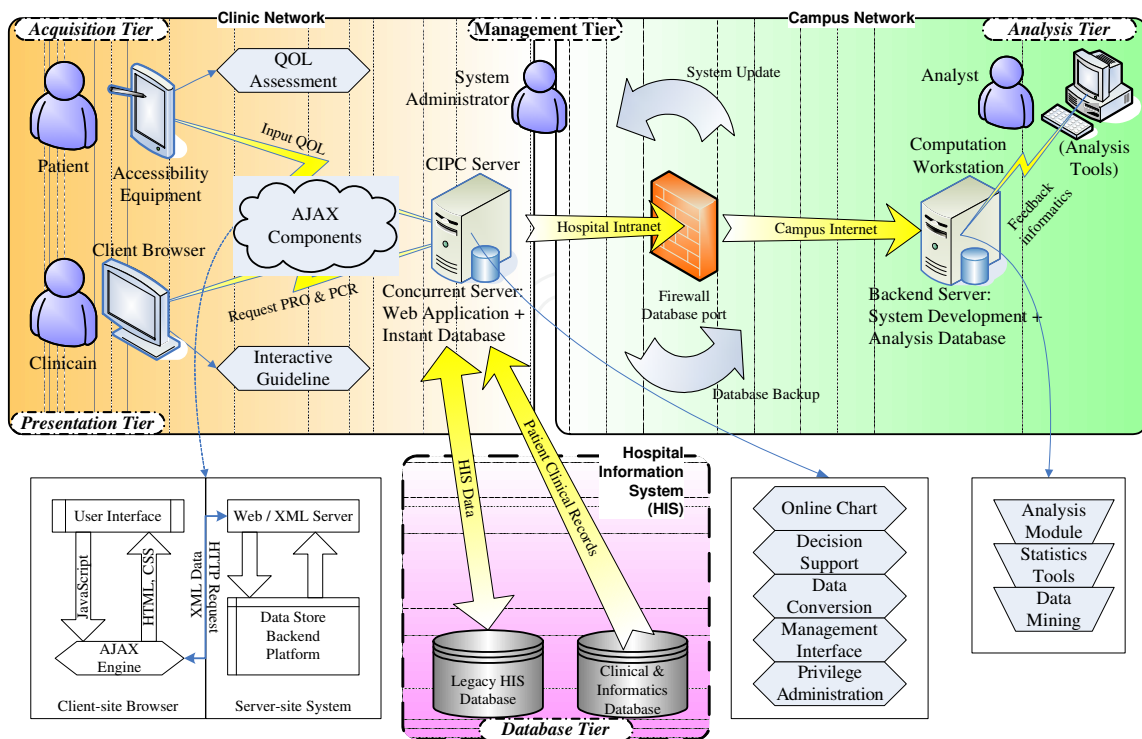 Acquisition Tier
Clinic Network
Management Tier
Campus Network
Analysis Tier
QOL
Assessment
System
Administrator
System Update
Analyst
Patient
Accessibility
Equipment
Input QOL
CIPC Server
Computation
Workstation
(Analysis
Tools)
AJAX
Components
Hospital Intranet
Campus Internet
Feedback
informatics
Client Browser
Request PRO & PCR
Concurrent Server:
Web Application +
Instant Database
Firewall
Database port
Backend Server:
System Development +
Analysis Database
Clinicain
Interactive
Guideline
Database Backup
Presentation Tier
HIS Data
Patient Clinical Records
Hospital
Information
System
(HIS)
User Interface
Web / XML Server
JavaScript
HTML, CSS
XML Data
HTTP Request
Data Store
Backend
Platform
AJAX
Engine
Client-site Browser
Server-site System
Legacy HIS
Database
Clinical &
Informatics
Database
Database Tier
Online Chart
Decision
Support
Data
Conversion
Management
Interface
Privilege
Administration
Analysis
Module
Statistics
Tools
Data
Mining